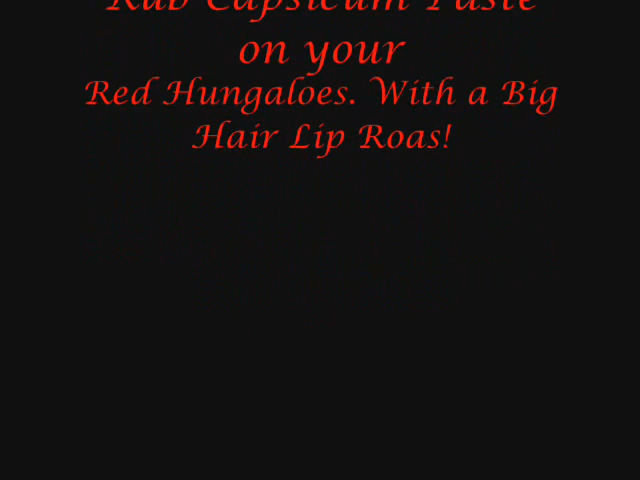 Rub Capsicum Paste
on your
Red Hungaloes. With a Big
Hair Lip Roas!